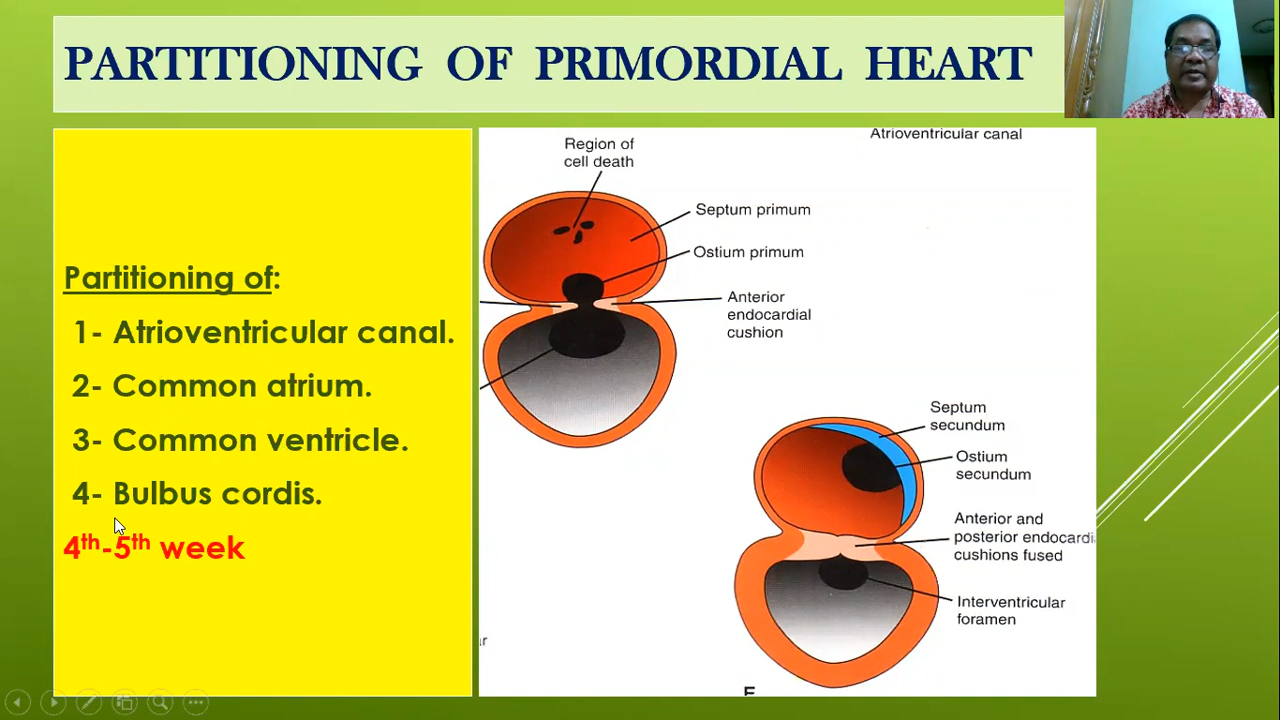 PARTITIONING OF PRIMORDIAL HEART
Partitioning of:
1- Atrioventricular canal.
2- Common atrium.
3- Common ventricle.
4- Bulbus cordis.
4th-5th week
Atrioventricular canal
Region of
cell death
Septum primum
Ostium primum
Anterior
endocardial
cushion
Septum
secundum
Ostium
secundum
Anterior and
posterior endocardi
cushions fused
Interventricular
foramen